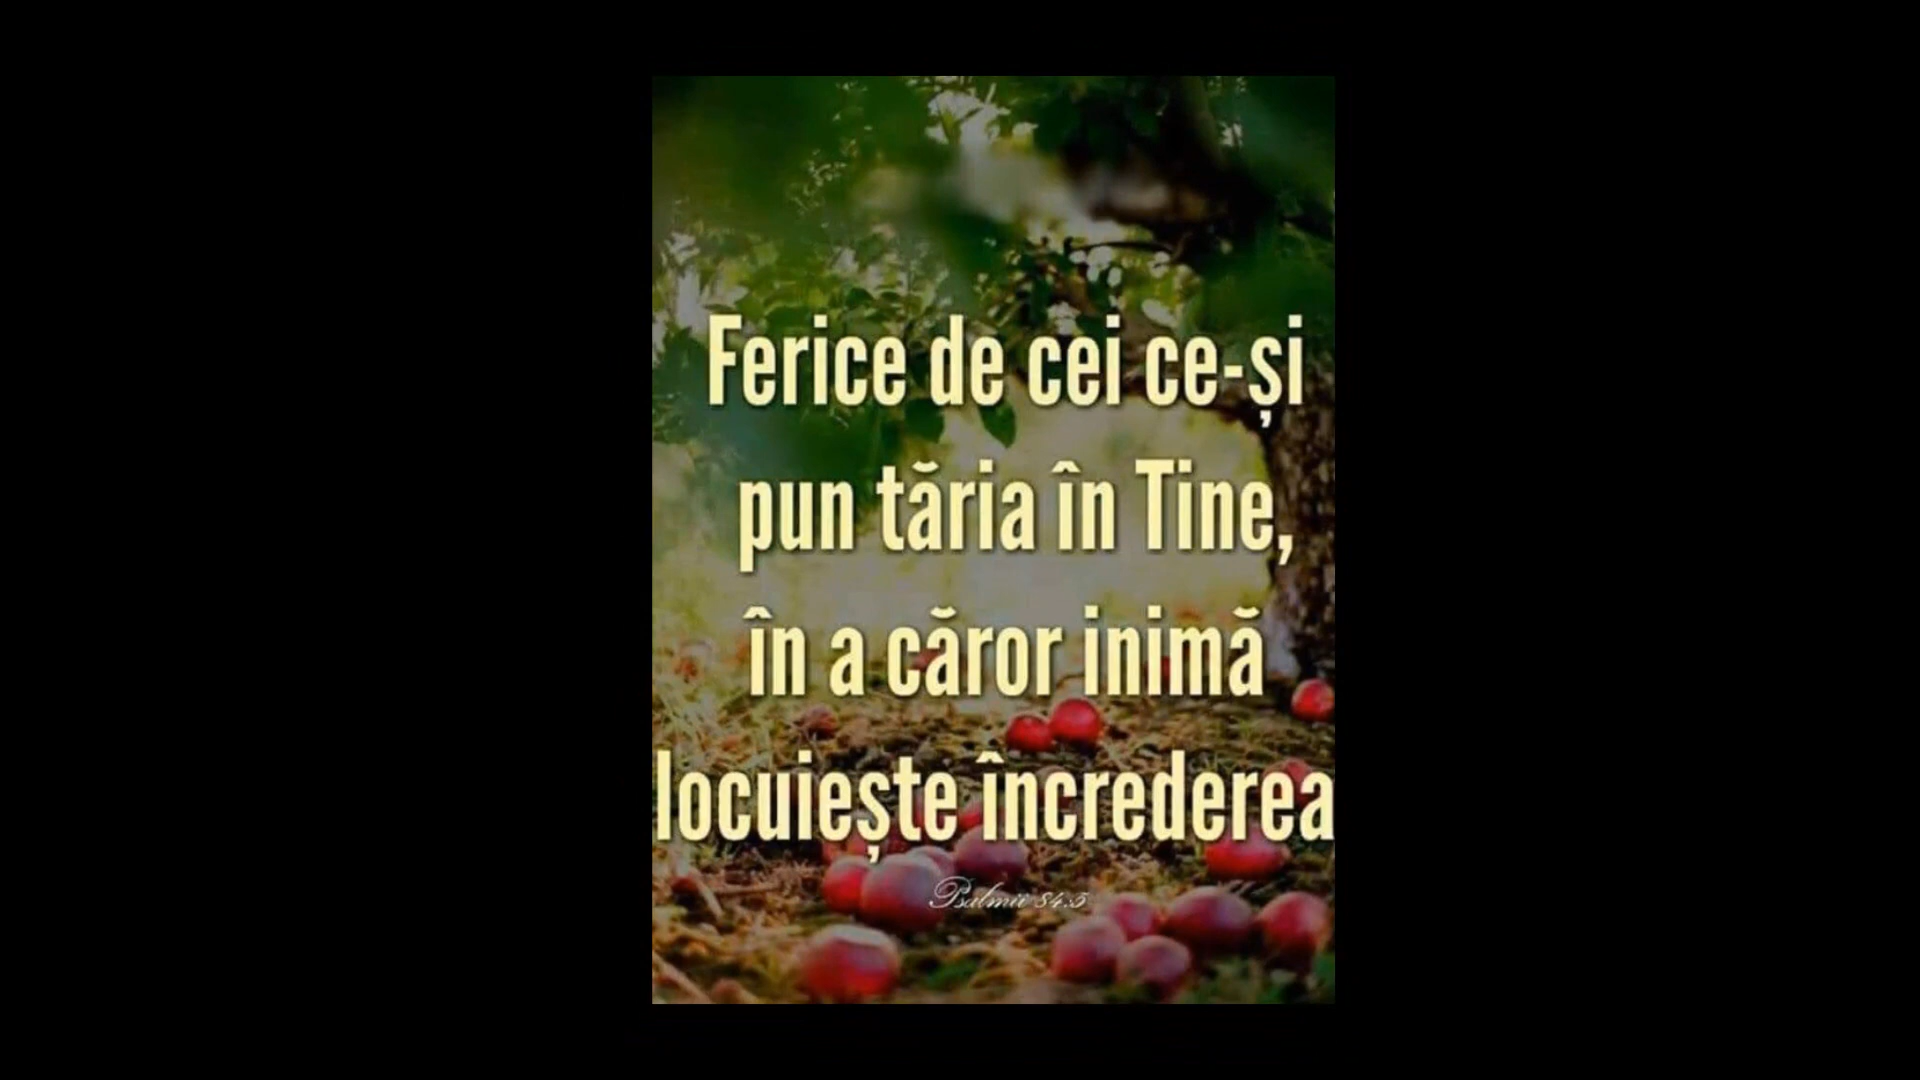 Ferice de cei ce-și
pun tăria în Tine,
în a căror inimă
locuiește încrederea
Psalmii 84:5